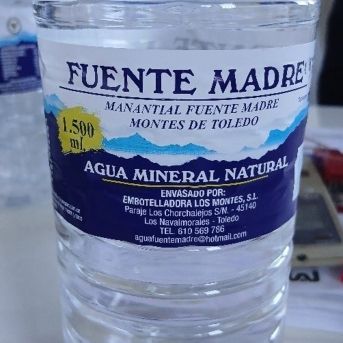 FUENTE MADRE
MANANTIAL FUENTE MADRE
MONTES DE TOLEDO
1.500
ml
AGUA MINERAL NATURAL
ENVASADO POR:
EMBOTELLADORA LOS MONTES, S.L.
Paraje Los Chorchalejos S/N. - 45140
Los Navalmorales - Toledo
TEL 610 569 786
aguafuentemadre@hotmail.com